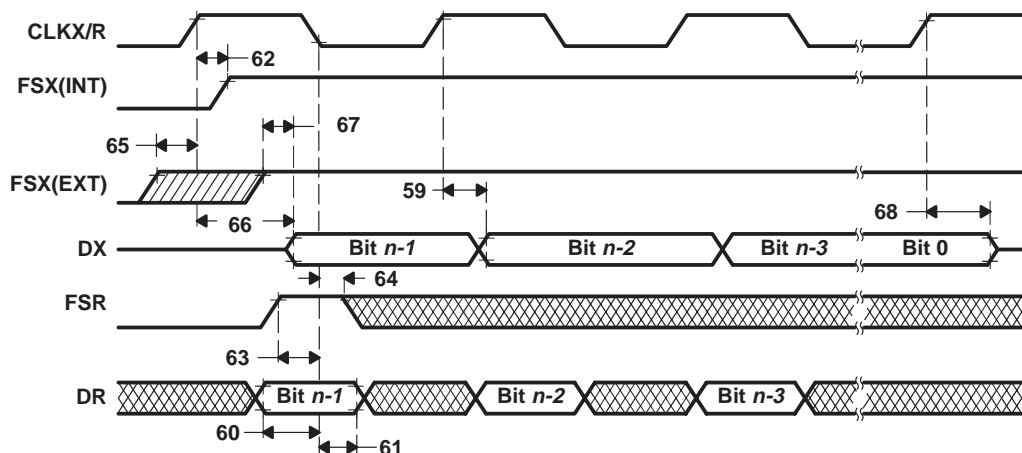 CLKX/R
62
FSX(INT)
67
65
FSX(EXT)
59
66
68
DX
Bit n-1
Bit n-2
Bit n-3
Bit 0
64
FSR
63
DR
Bit n-1
Bit n-2
Bit n-3
60
61